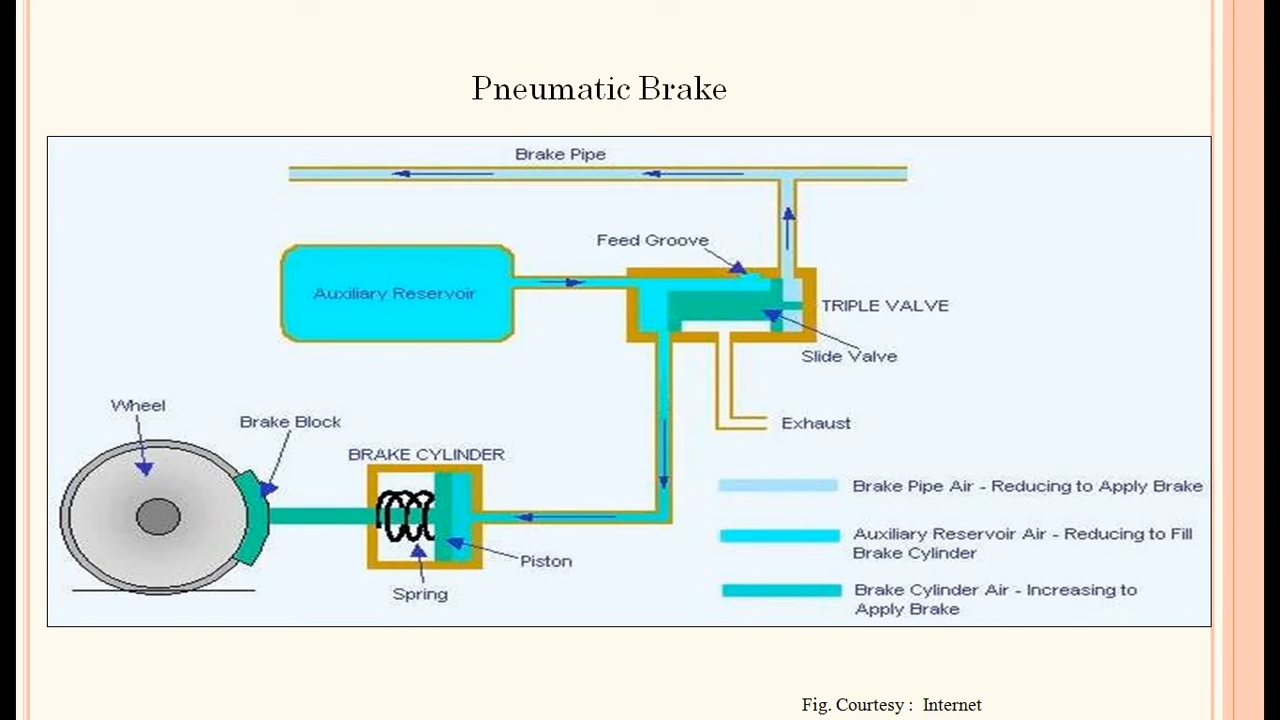 Pneumatic Brake
Brake Pipe
Feed Groove
Auxiliary Reservoir
TRIPLE VALVE
Slide Valve
Wheel
Brake Block
Exhaust
BRAKE CYLINDER
Brake Pipe Air - Reducing to Apply Brake
Auxiliary Reservoir Air - Reducing to Fill
Brake Cylinder
Piston
Spring
Brake Cylinder Air - Increasing to
Apply Brake
Fig. Courtesy : Internet